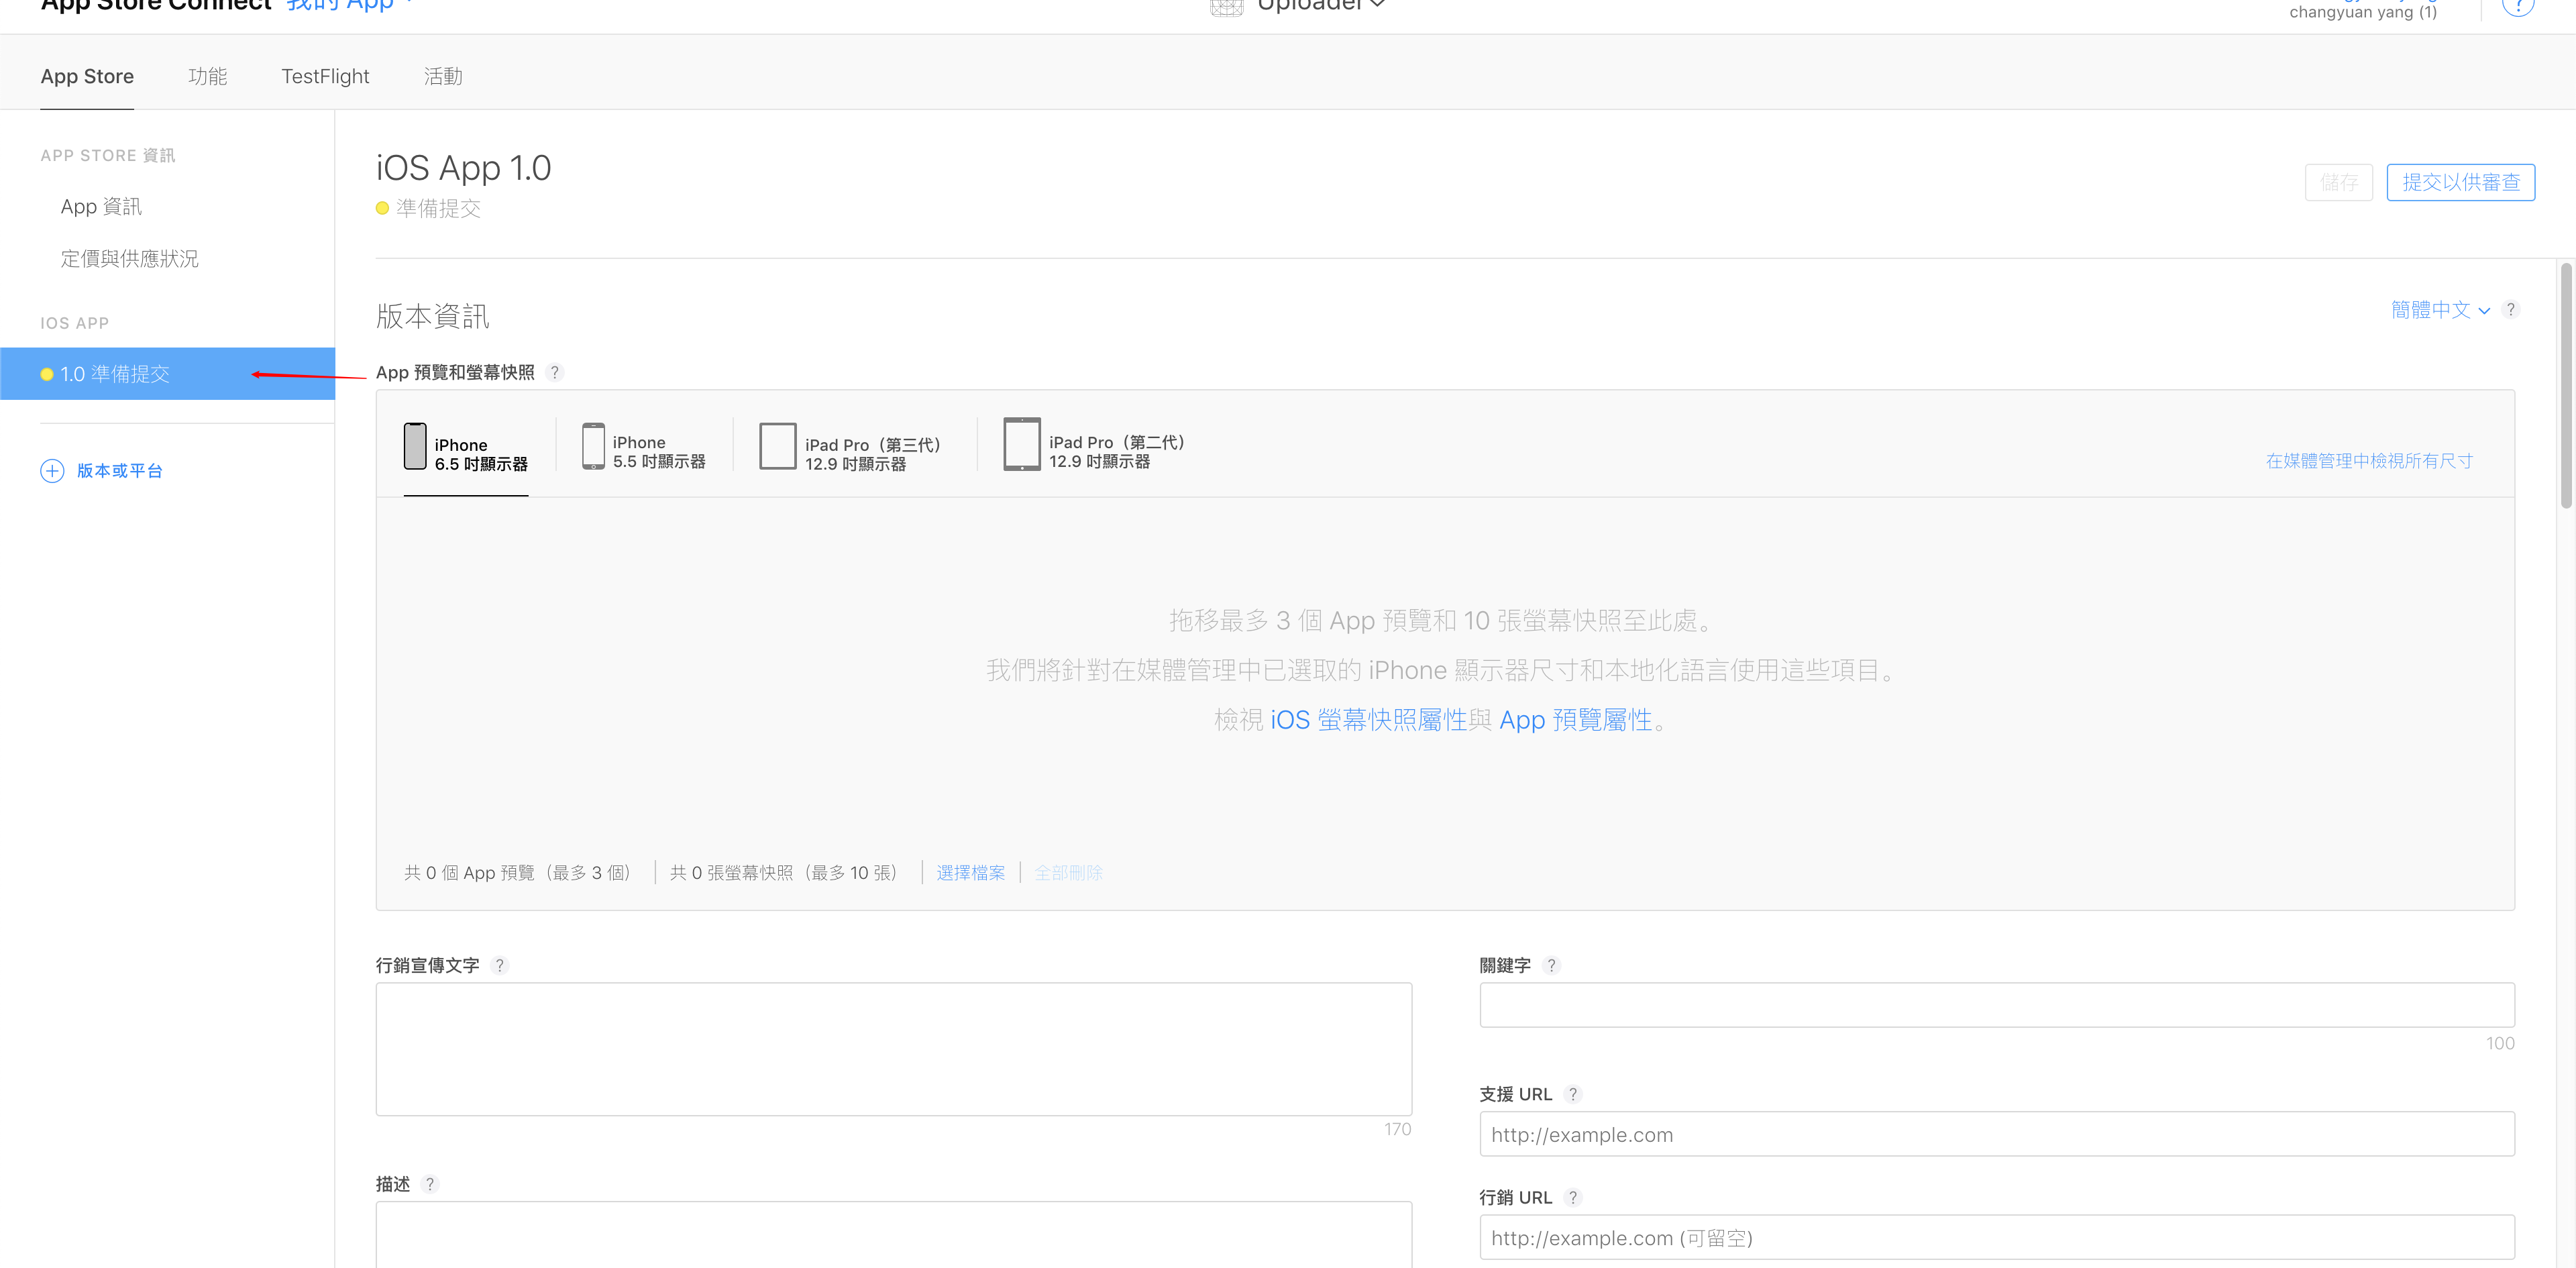 App Store Connect 我的 App
Uploader
changyuan yang (1)
?
App Store 功能 TestFlight 活動
APP STORE 資訊
App 資訊
定價與供應狀況
IOS APP
1.0 準備提交
版本或平台
iOS App 1.0
準備提交
儲存
提交以供審查
版本資訊
簡體中文 ?
App 預覽和螢幕快照 ?
iPhone
6.5 吋顯示器
iPhone
5.5 吋顯示器
iPad Pro（第三代）
12.9 吋顯示器
iPad Pro（第二代）
12.9 吋顯示器
在媒體管理中檢視所有尺寸
拖移最多 3 個 App 預覽和 10 張螢幕快照至此處。
我們將針對在媒體管理中已選取的 iPhone 顯示器尺寸和本地化語言使用這些項目。
檢視 iOS 螢幕快照屬性與 App 預覽屬性。
共 0 個 App 預覽（最多 3 個） 共 0 張螢幕快照（最多 10 張） 選擇檔案 全部刪除
行銷宣傳文字 ?
170
描述 ?
關鍵字 ?
100
支援 URL ?
http://example.com
行銷 URL ?
http://example.com (可留空)